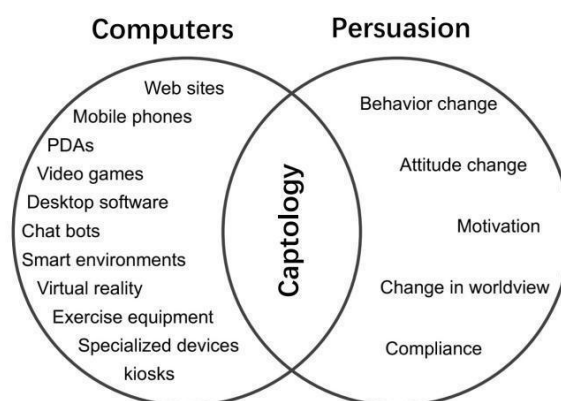 Computers
Persuasion
Web sites
Mobile phones
PDAs
Video games
Desktop software
Chat bots
Smart environments
Virtual reality
Exercise equipment
Specialized devices
kiosks
Captology
Behavior change
Attitude change
Motivation
Change in worldview
Compliance